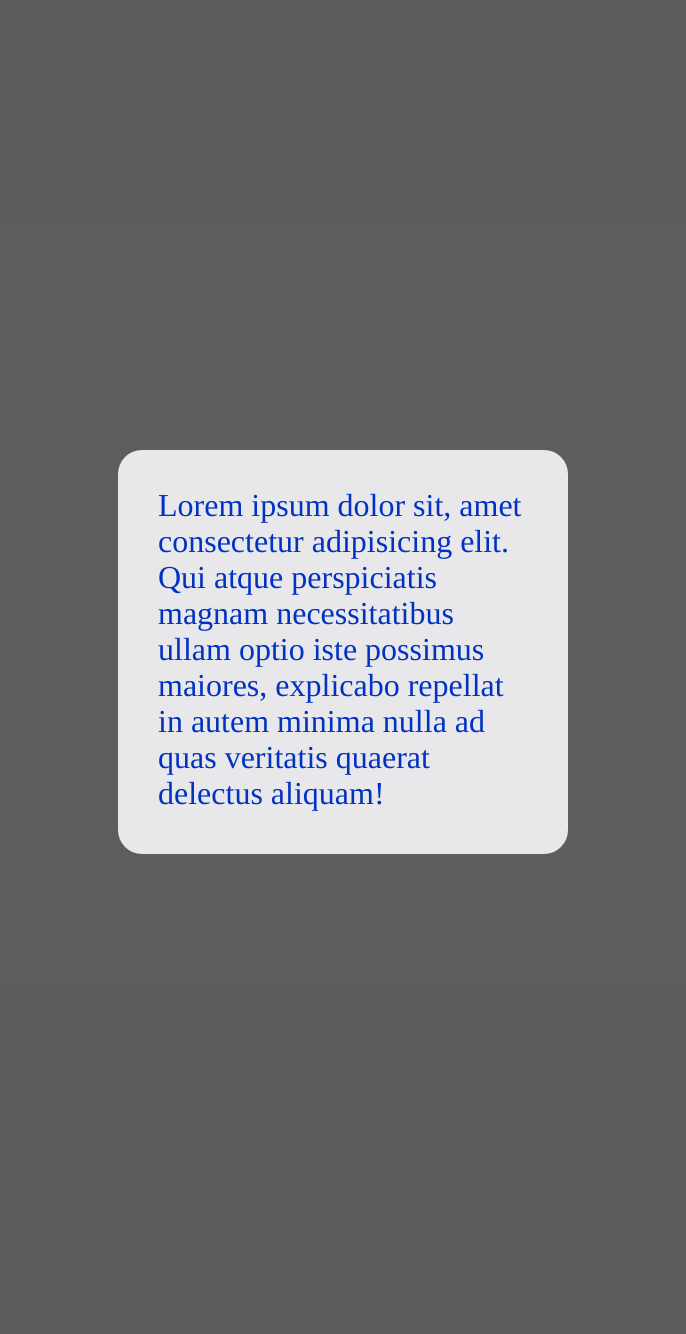 Lorem ipsum dolor sit, amet
consectetur adipisicing elit.
Qui atque perspiciatis
magnam necessitatibus
ullam optio iste possimus
maiores, explicabo repellat
in autem minima nulla ad
quas veritatis quaerat
delectus aliquam!